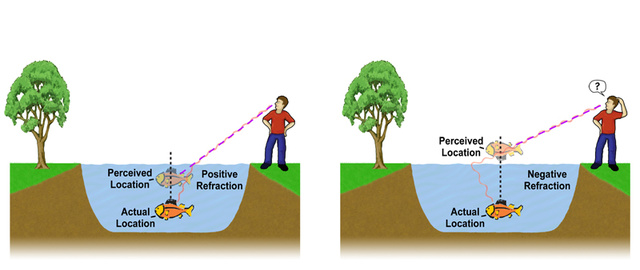 Perceived
Location
Positive
Refraction
Actual
Location
?
Perceived
Location
Negative
Refraction
Actual
Location